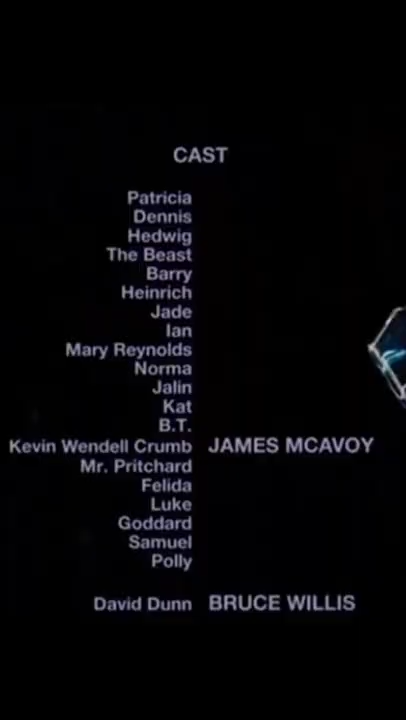 CAST
Patricia
Dennis
Hedwig
The Beast
Barry
Heinrich
Jade
Ian
Mary Reynolds
Norma
Jalin
Kat
B.T.
Kevin Wendell Crumb JAMES MCAVOY
Mr. Pritchard
Felida
Luke
Goddard
Samuel
Polly
David Dunn BRUCE WILLIS